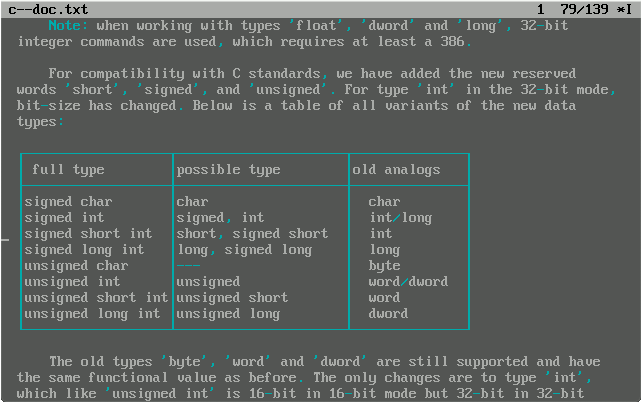 c--doc.txt 1 79/139 *I
Note: when working with types 'float', 'dword' and 'long', 32-bit
integer commands are used, which requires at least a 386.
For compatibility with C standards, we have added the new reserved
words 'short', 'signed', and 'unsigned'. For type 'int' in the 32-bit mode,
bit-size has changed. Below is a table of all variants of the new data
types:
full type possible type old analogs
signed char char char
signed int signed, int int/long
signed short int short, signed short int
signed long int long, signed long long
unsigned char --- byte
unsigned int unsigned word/dword
unsigned short int unsigned short word
unsigned long int unsigned long dword
The old types 'byte', 'word' and 'dword' are still supported and have
the same functional value as before. The only changes are to type 'int',
which like 'unsigned int' is 16-bit in 16-bit mode but 32-bit in 32-bit